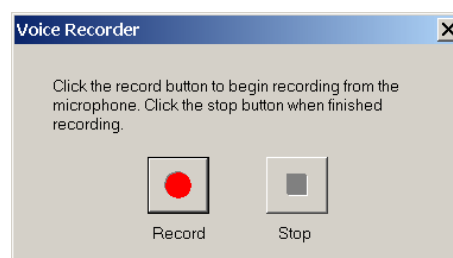 Voice Recorder
Click the record button to begin recording from the
microphone. Click the stop button when finished
recording.
Record Stop